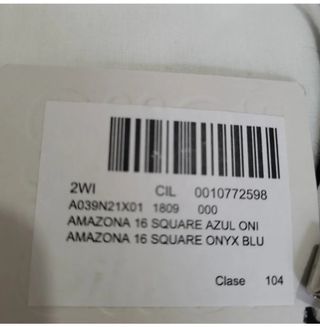 2WI CIL 0010772598
A039N21X01 1809 000
AMAZONA 16 SQUARE AZUL ONI
AMAZONA 16 SQUARE ONYX BLU
Clase 104